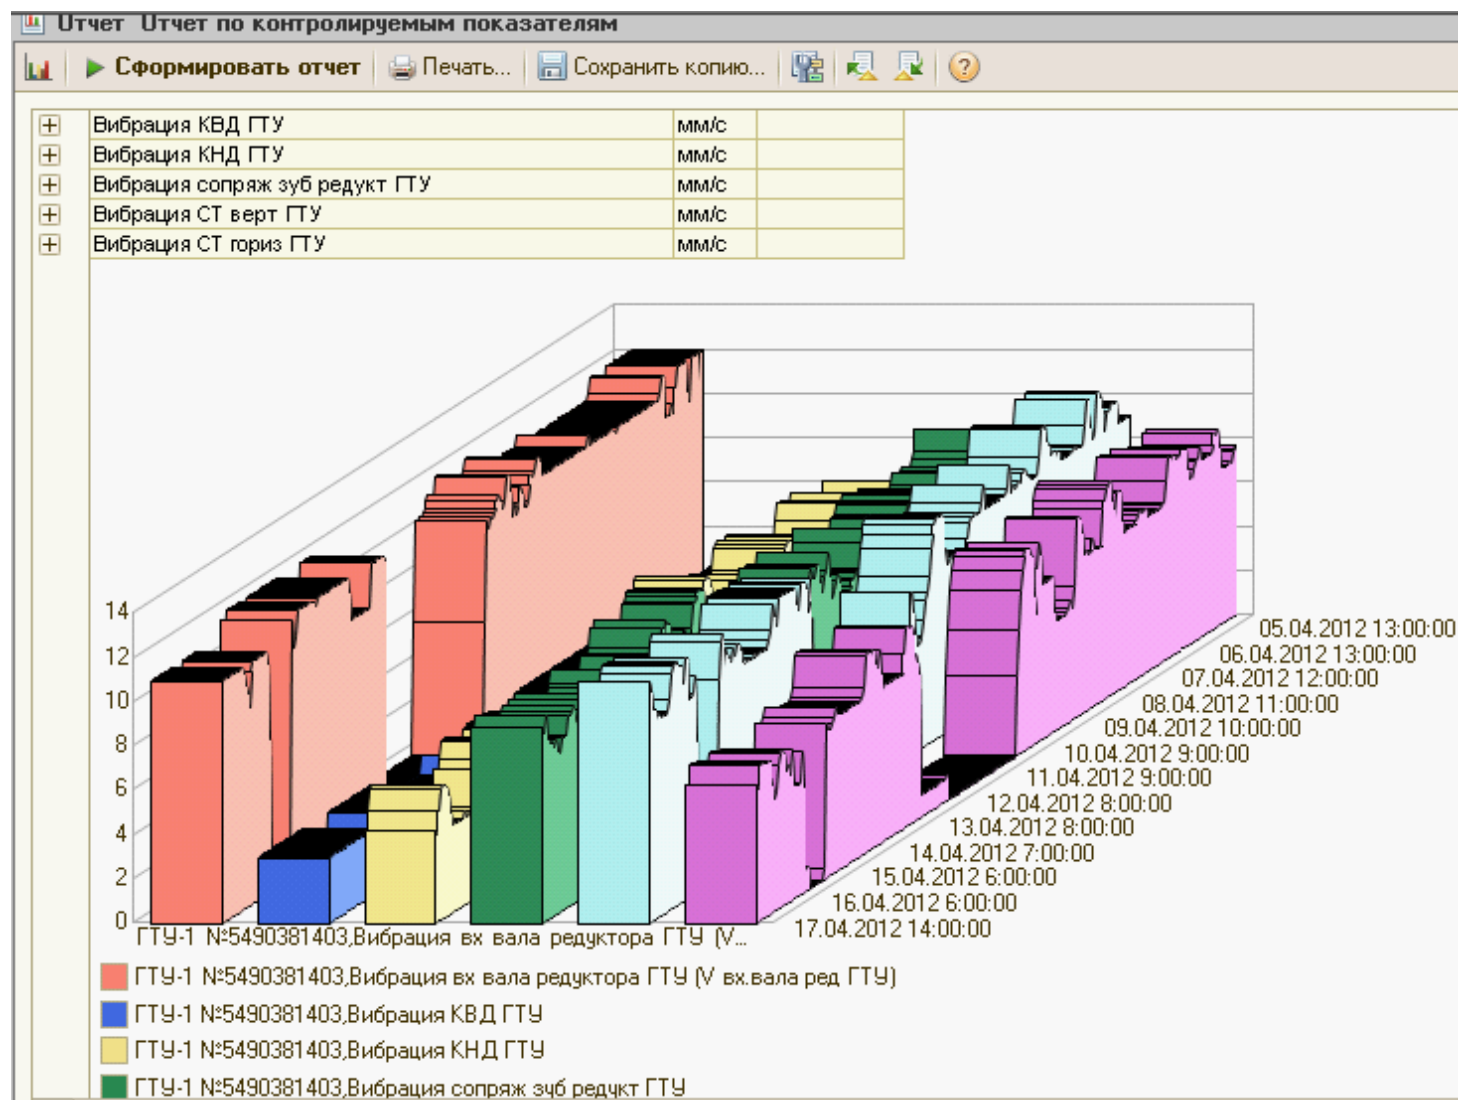 Отчет Отчет по контролируемым показателям
Сформировать отчет Печать... Сохранить копию... ?
Вибрация КВД ГТУ мм/с
Вибрация КНД ГТУ мм/с
Вибрация сопряж зуб редукт ГТУ мм/с
Вибрация СТ верт ГТУ мм/с
Вибрация СТ гориз ГТУ мм/с
14
12
10
8
6
4
2
0
05.04.2012 13:00:00
06.04.2012 13:00:00
07.04.2012 12:00:00
08.04.2012 11:00:00
09.04.2012 10:00:00
10.04.2012 9:00:00
11.04.2012 9:00:00
12.04.2012 8:00:00
13.04.2012 8:00:00
14.04.2012 7:00:00
15.04.2012 6:00:00
16.04.2012 6:00:00
17.04.2012 14:00:00
ГТУ-1 №5490381403,Вибрация вх вала редуктора ГТУ (V...
ГТУ-1 №5490381403,Вибрация вх вала редуктора ГТУ (V вх.вала ред ГТУ)
ГТУ-1 №5490381403,Вибрация КВД ГТУ
ГТУ-1 №5490381403,Вибрация КНД ГТУ
ГТУ-1 №5490381403,Вибрация сопряж зуб редукт ГТУ